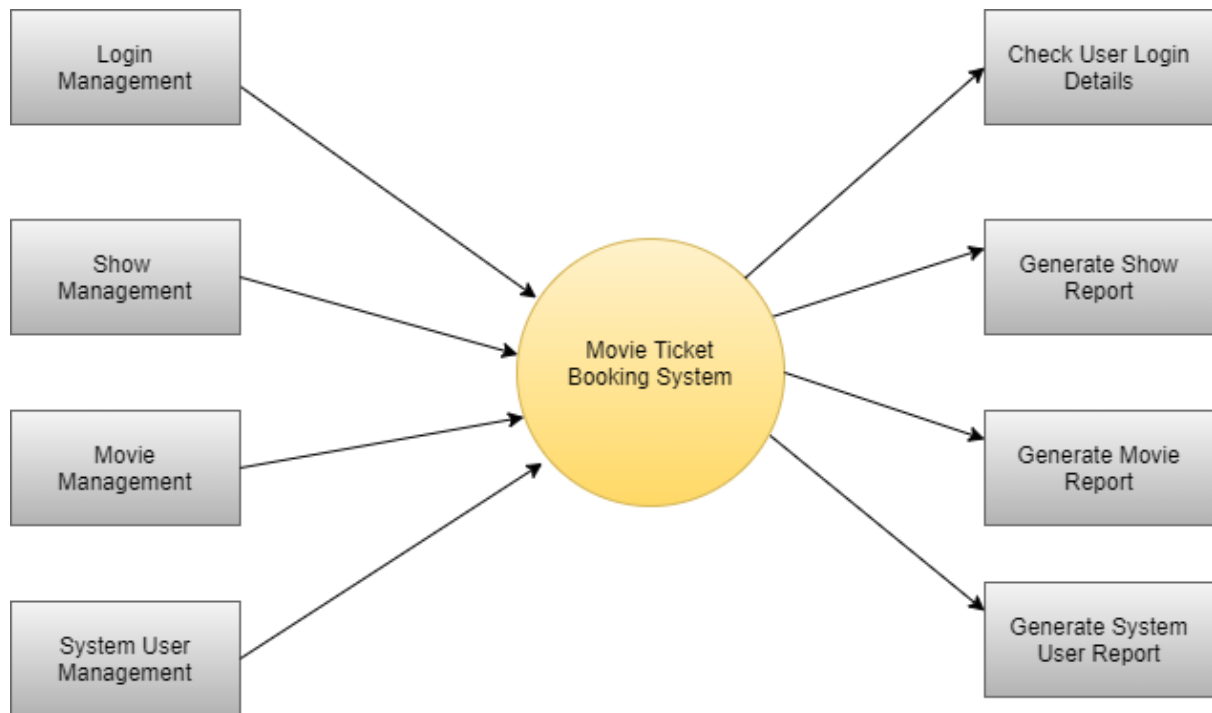 Login
Management
Show
Management
Movie
Management
System User
Management
Movie Ticket
Booking System
Check User Login
Details
Generate Show
Report
Generate Movie
Report
Generate System
User Report